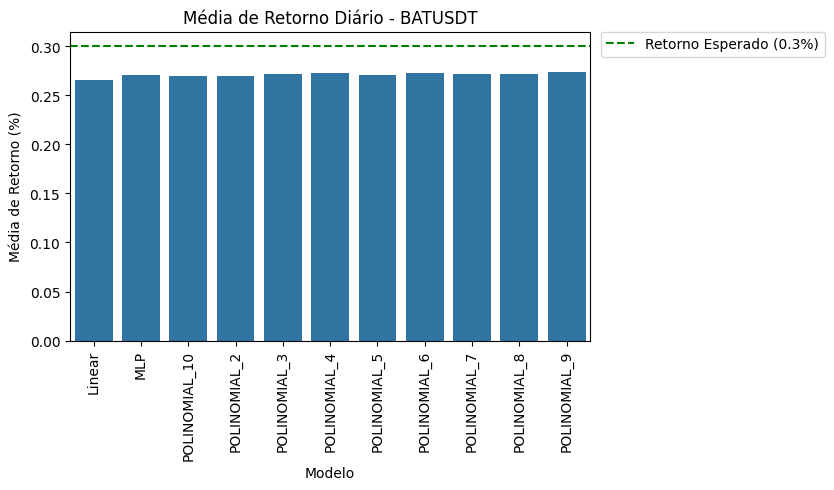 Média de Retorno Diário - BATUSDT
Retorno Esperado (0.3%)
Média de Retorno (%)
0.30
0.25
0.20
0.15
0.10
0.05
0.00
Linear
MLP
POLINOMIAL_10
POLINOMIAL_2
POLINOMIAL_3
POLINOMIAL_4
POLINOMIAL_5
POLINOMIAL_6
POLINOMIAL_7
POLINOMIAL_8
POLINOMIAL_9
Modelo